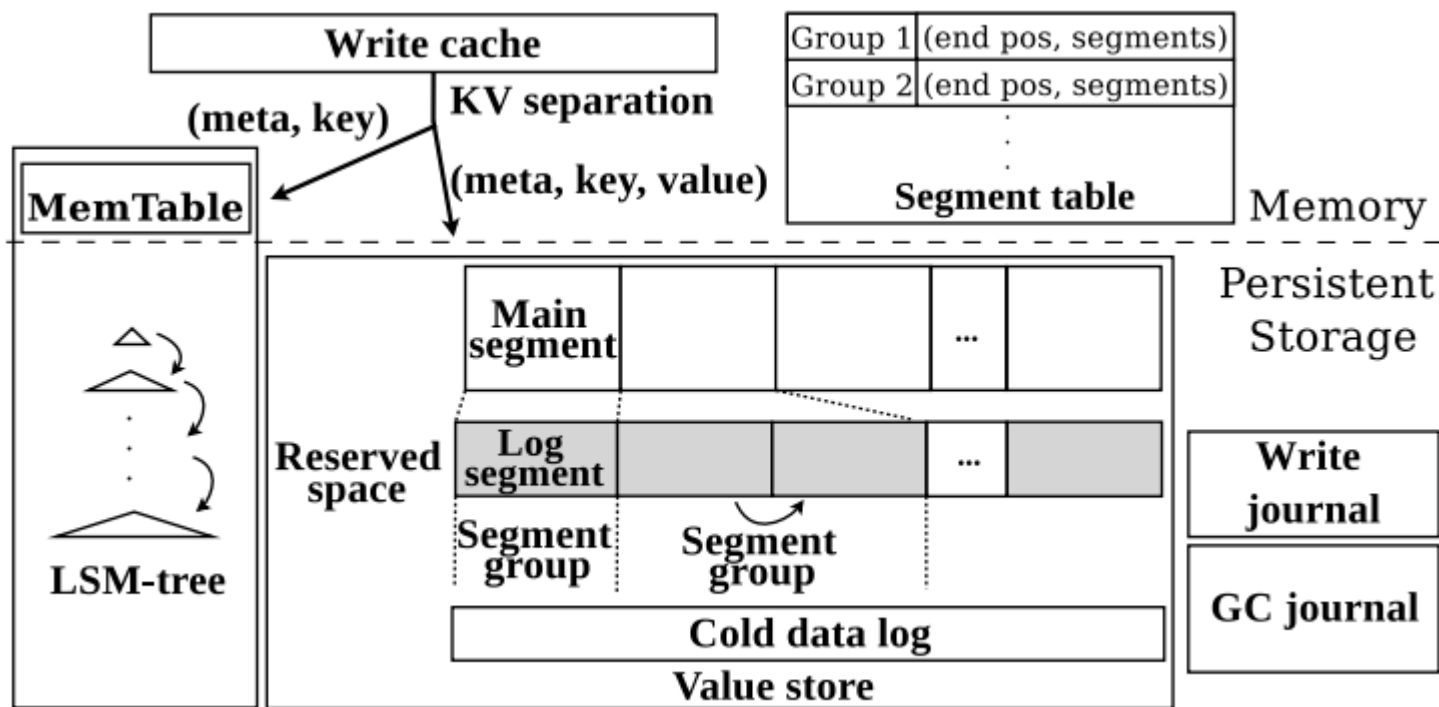 Write cache
Group 1 (end pos, segments)
Group 2 (end pos, segments)
Segment table
KV separation
(meta, key)
(meta, key, value)
MemTable
Memory
Persistent
Storage
Main
segment
...
Reserved
space
Log
segment
...
Segment
group
Segment
group
LSM-tree
Write
journal
GC journal
Cold data log
Value store